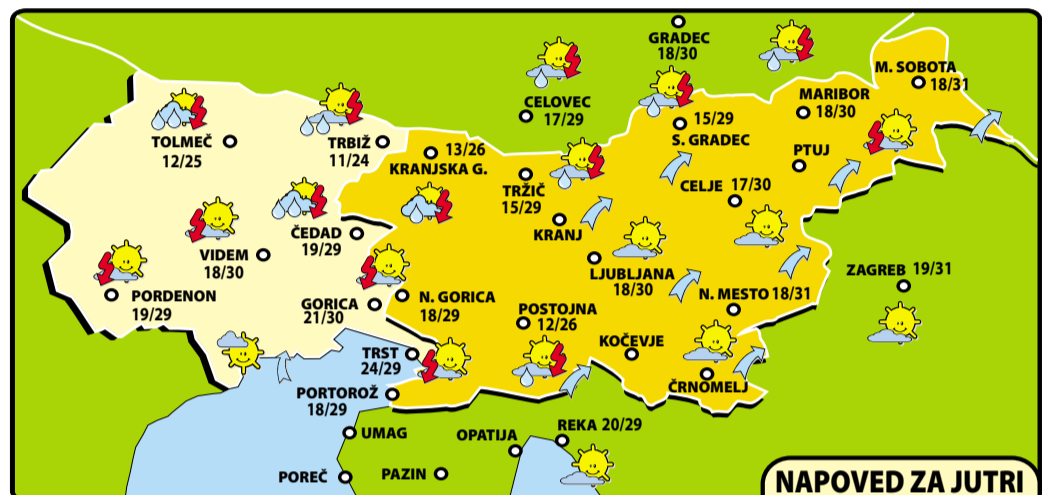 GRADEC
18/30
M. SOBOTA
18/31
CELOVEC
17/29
MARIBOR
18/30
TOLMEČ
12/25
TRBIŽ
11/24
13/26
KRANJSKA G.
15/29
S. GRADEC
PTUJ
TRŽIČ
15/29
CELJE 17/30
KRANJ
ČEDAD
19/29
VIDEM
18/30
LJUBLJANA
18/30
ZAGREB 19/31
PORDENON
19/29
GORICA
21/30
N. GORICA
18/29
N. MESTO 18/31
POSTOJNA
12/26
KOČEVJE
TRST
24/29
ČRNOMELJ
PORTOROŽ
18/29
UMAG
OPATIJA
REKA 20/29
POREČ
PAZIN
NAPOVED ZA JUTRI